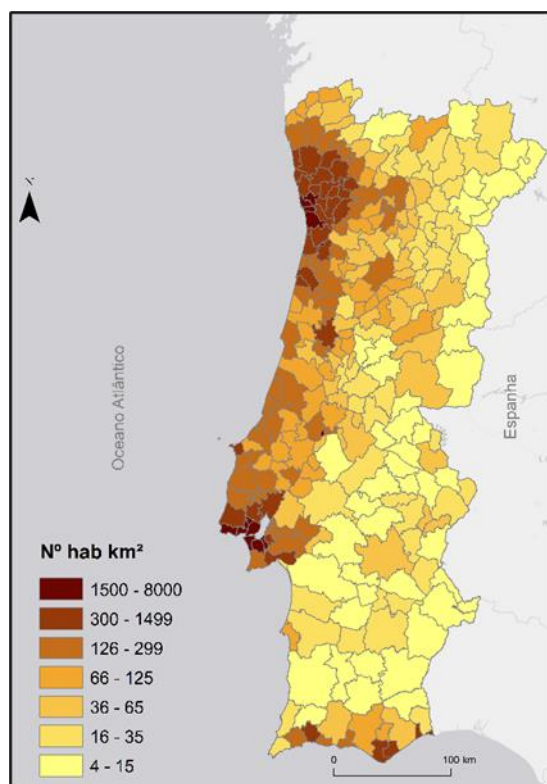 N
Oceano Atlântico
Espanha
Nº hab km²
1500 - 8000
300 - 1499
126 - 299
66 - 125
36 - 65
16 - 35
4 - 15
0 100 km